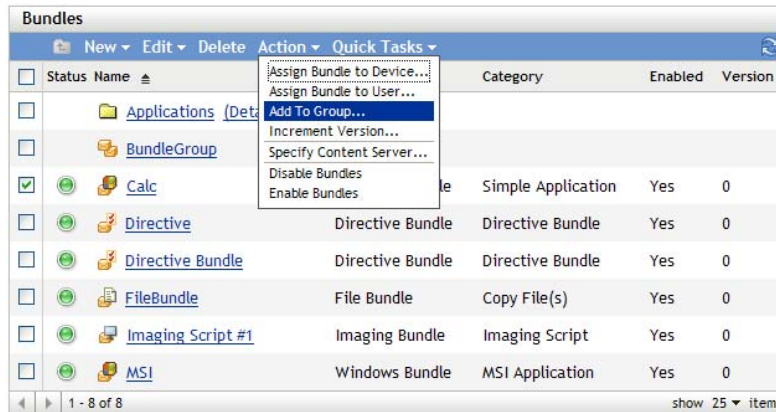 Bundles
New Edit Delete Action Quick Tasks
Status Name Category Enabled Version
Assign Bundle to Device...
Assign Bundle to User...
Add To Group...
Increment Version...
Specify Content Server...
Disable Bundles
Enable Bundles
Applications (Deta
BundleGroup
Calc le Simple Application Yes 0
Directive Directive Bundle Directive Bundle Yes 0
Directive Bundle Directive Bundle Directive Bundle Yes 0
FileBundle File Bundle Copy File(s) Yes 0
Imaging Script #1 Imaging Bundle Imaging Script Yes 0
MSI Windows Bundle MSI Application Yes 0
1 - 8 of 8 show 25 item